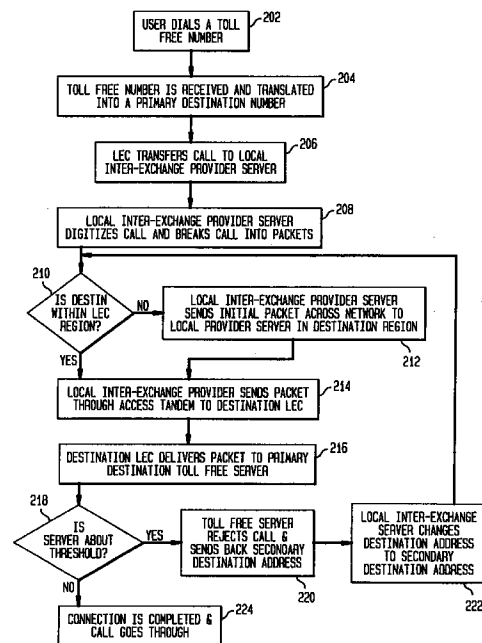 202
USER DIALS A TOLL
FREE NUMBER
204
TOLL FREE NUMBER IS RECEIVED AND TRANSLATED
INTO A PRIMARY DESTINATION NUMBER
206
LEC TRANSFERS CALL TO LOCAL
INTER-EXCHANGE PROVIDER SERVER
208
LOCAL INTER-EXCHANGE PROVIDER SERVER
DIGITIZES CALL AND BREAKS CALL INTO PACKETS
210
IS DESTIN
WITHIN LEC
REGION?
NO
YES
LOCAL INTER-EXCHANGE PROVIDER SERVER
SENDS INITIAL PACKET ACROSS NETWORK TO
LOCAL PROVIDER SERVER IN DESTINATION REGION
212
LOCAL INTER-EXCHANGE PROVIDER SENDS PACKET
THROUGH ACCESS TANDEM TO DESTINATION LEC
214
216
DESTINATION LEC DELIVERS PACKET TO PRIMARY
DESTINATION TOLL FREE SERVER
218
IS
SERVER ABOUT
THRESHOLD?
YES
NO
TOLL FREE SERVER
REJECTS CALL &
SENDS BACK SECONDARY
DESTINATION ADDRESS
220
LOCAL INTER-EXCHANGE
SERVER CHANGES
DESTINATION ADDRESS
TO SECONDARY
DESTINATION ADDRESS
222
CONNECTION IS COMPLETED &
CALL GOES THROUGH
224